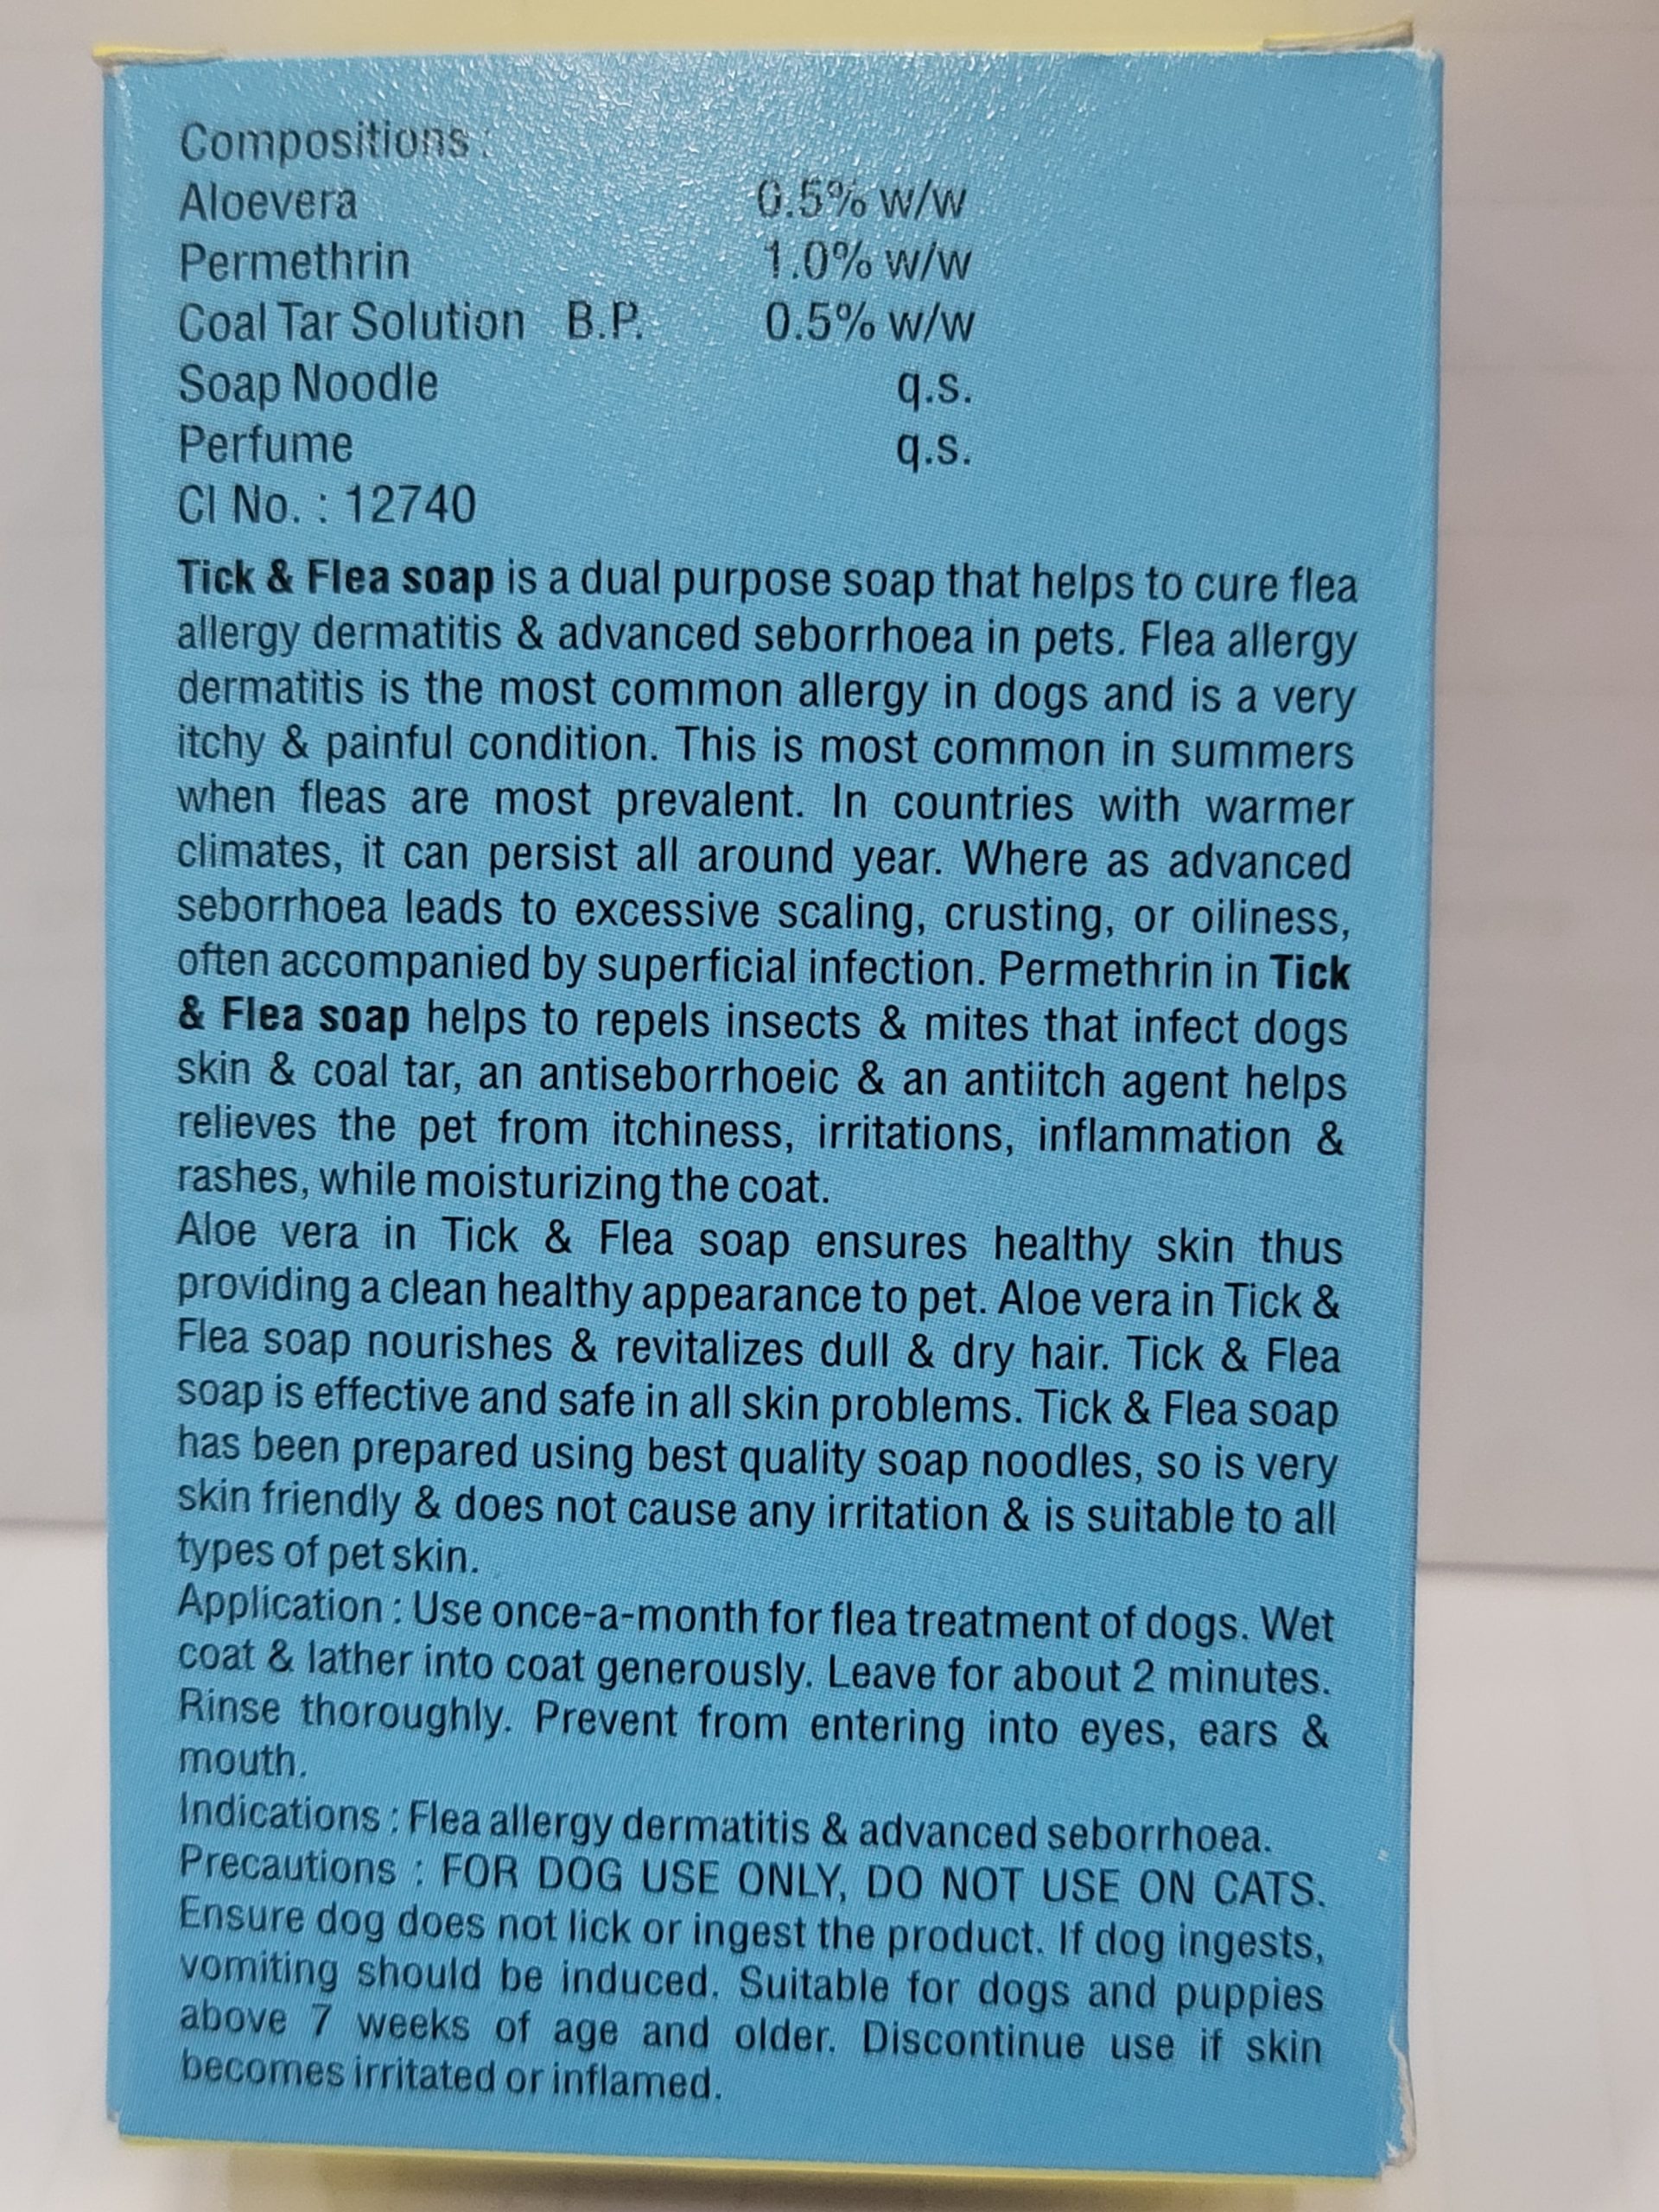 Compositions :
Aloevera 0.5% w/w
Permethrin 1.0% w/w
Coal Tar Solution B.P. 0.5% w/w
Soap Noodle q.s.
Perfume q.s.
CI No. : 12740
Tick & Flea soap is a dual purpose soap that helps to cure flea
allergy dermatitis & advanced seborrhoea in pets. Flea allergy
dermatitis is the most common allergy in dogs and is a very
itchy & painful condition. This is most common in summers
when fleas are most prevalent. In countries with warmer
climates, it can persist all around year. Where as advanced
seborrhoea leads to excessive scaling, crusting, or oiliness,
often accompanied by superficial infection. Permethrin in Tick
& Flea soap helps to repels insects & mites that infect dogs
skin & coal tar, an antiseborrhoeic & an antiitch agent helps
relieves the pet from itchiness, irritations, inflammation &
rashes, while moisturizing the coat.
Aloe vera in Tick & Flea soap ensures healthy skin thus
providing a clean healthy appearance to pet. Aloe vera in Tick &
Flea soap nourishes & revitalizes dull & dry hair. Tick & Flea
soap is effective and safe in all skin problems. Tick & Flea soap
has been prepared using best quality soap noodles, so is very
skin friendly & does not cause any irritation & is suitable to all
types of pet skin.
Application : Use once-a-month for flea treatment of dogs. Wet
coat & lather into coat generously. Leave for about 2 minutes.
Rinse thoroughly. Prevent from entering into eyes, ears &
mouth.
Indications : Flea allergy dermatitis & advanced seborrhoea.
Precautions : FOR DOG USE ONLY, DO NOT USE ON CATS.
Ensure dog does not lick or ingest the product. If dog ingests,
vomiting should be induced. Suitable for dogs and puppies
above 7 weeks of age and older. Discontinue use if skin
becomes irritated or inflamed.